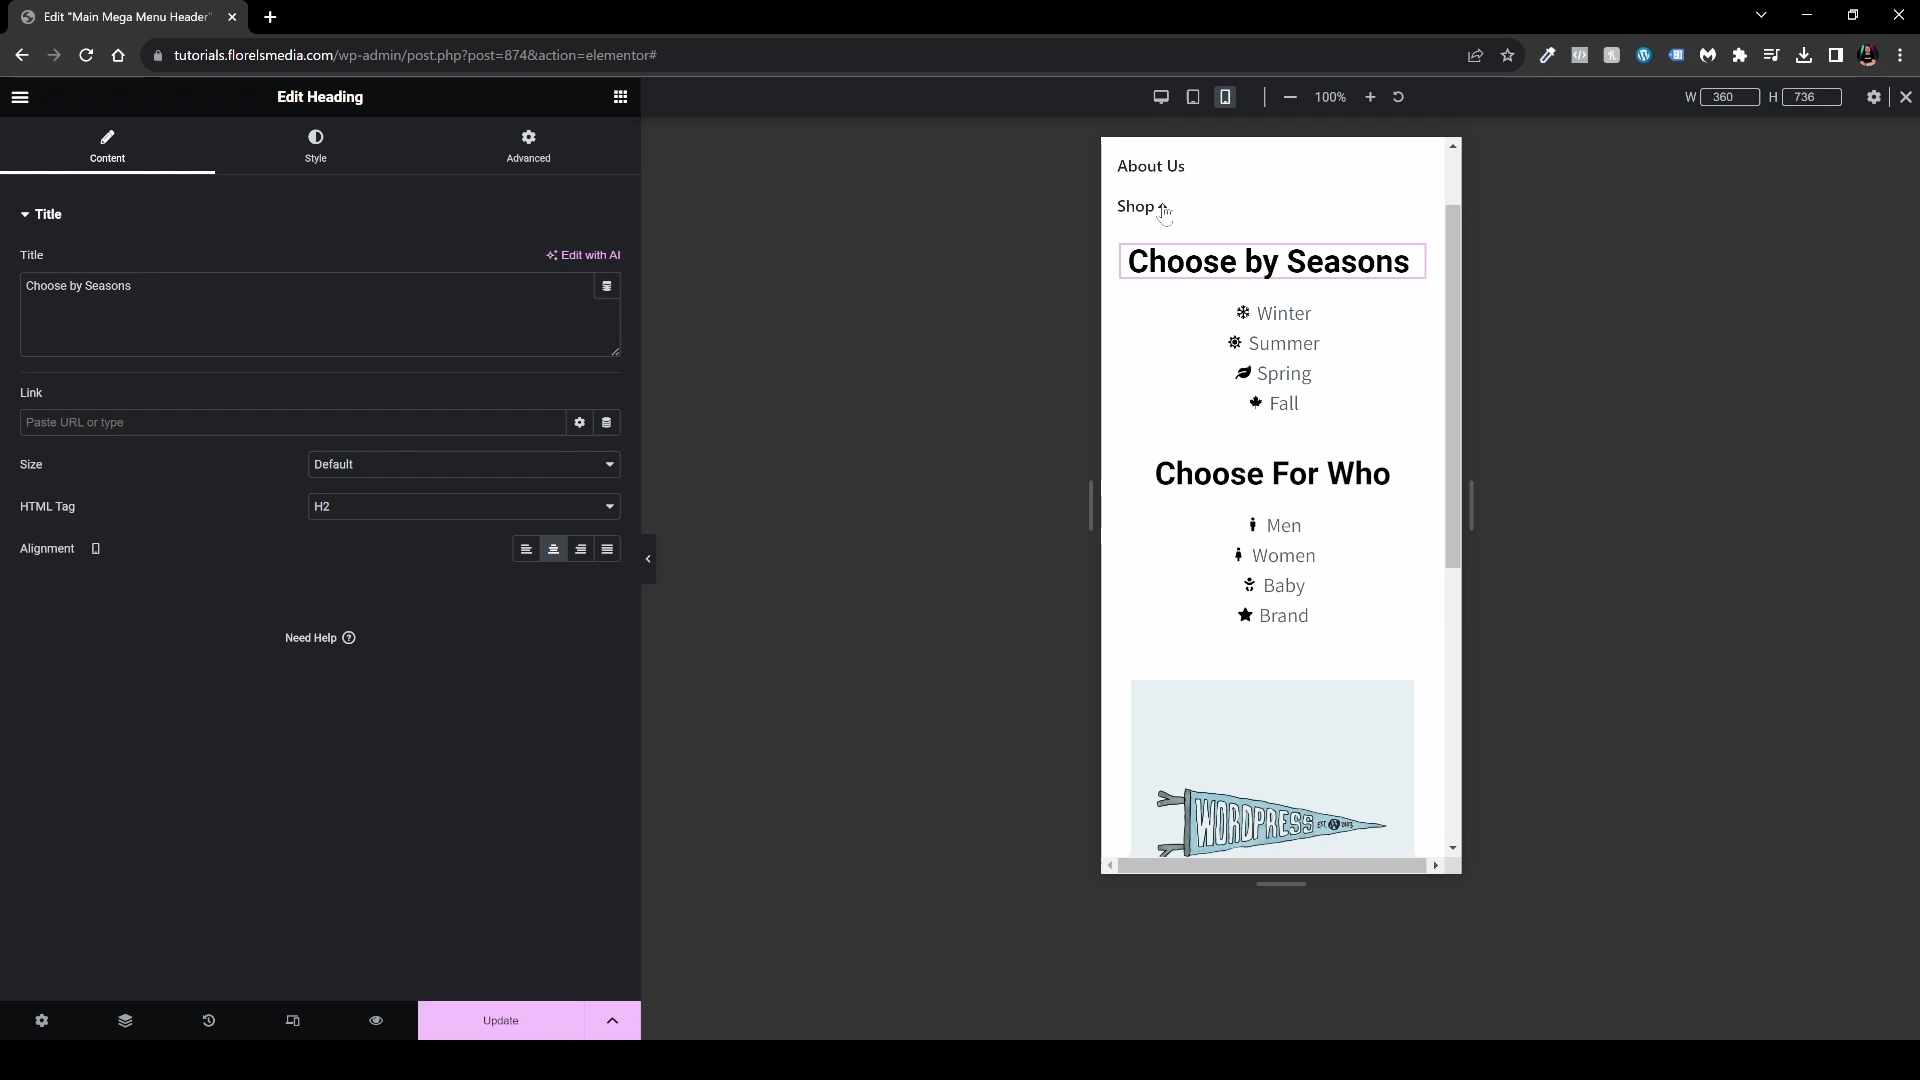 Edit "Main Mega Menu Header"
tutorials.florelsmedia.com/wp-admin/post.php?post=874&action=elementor#
Edit Heading
100%
W 360 H 736
Content
Style
Advanced
Title
Title
Edit with AI
Choose by Seasons
Link
Paste URL or type
Size
Default
HTML Tag
H2
Alignment
Need Help
Update
About Us
Shop
Choose by Seasons
Winter
Summer
Spring
Fall
Choose For Who
Men
Women
Baby
Brand
WORDPRESS EST. 2003